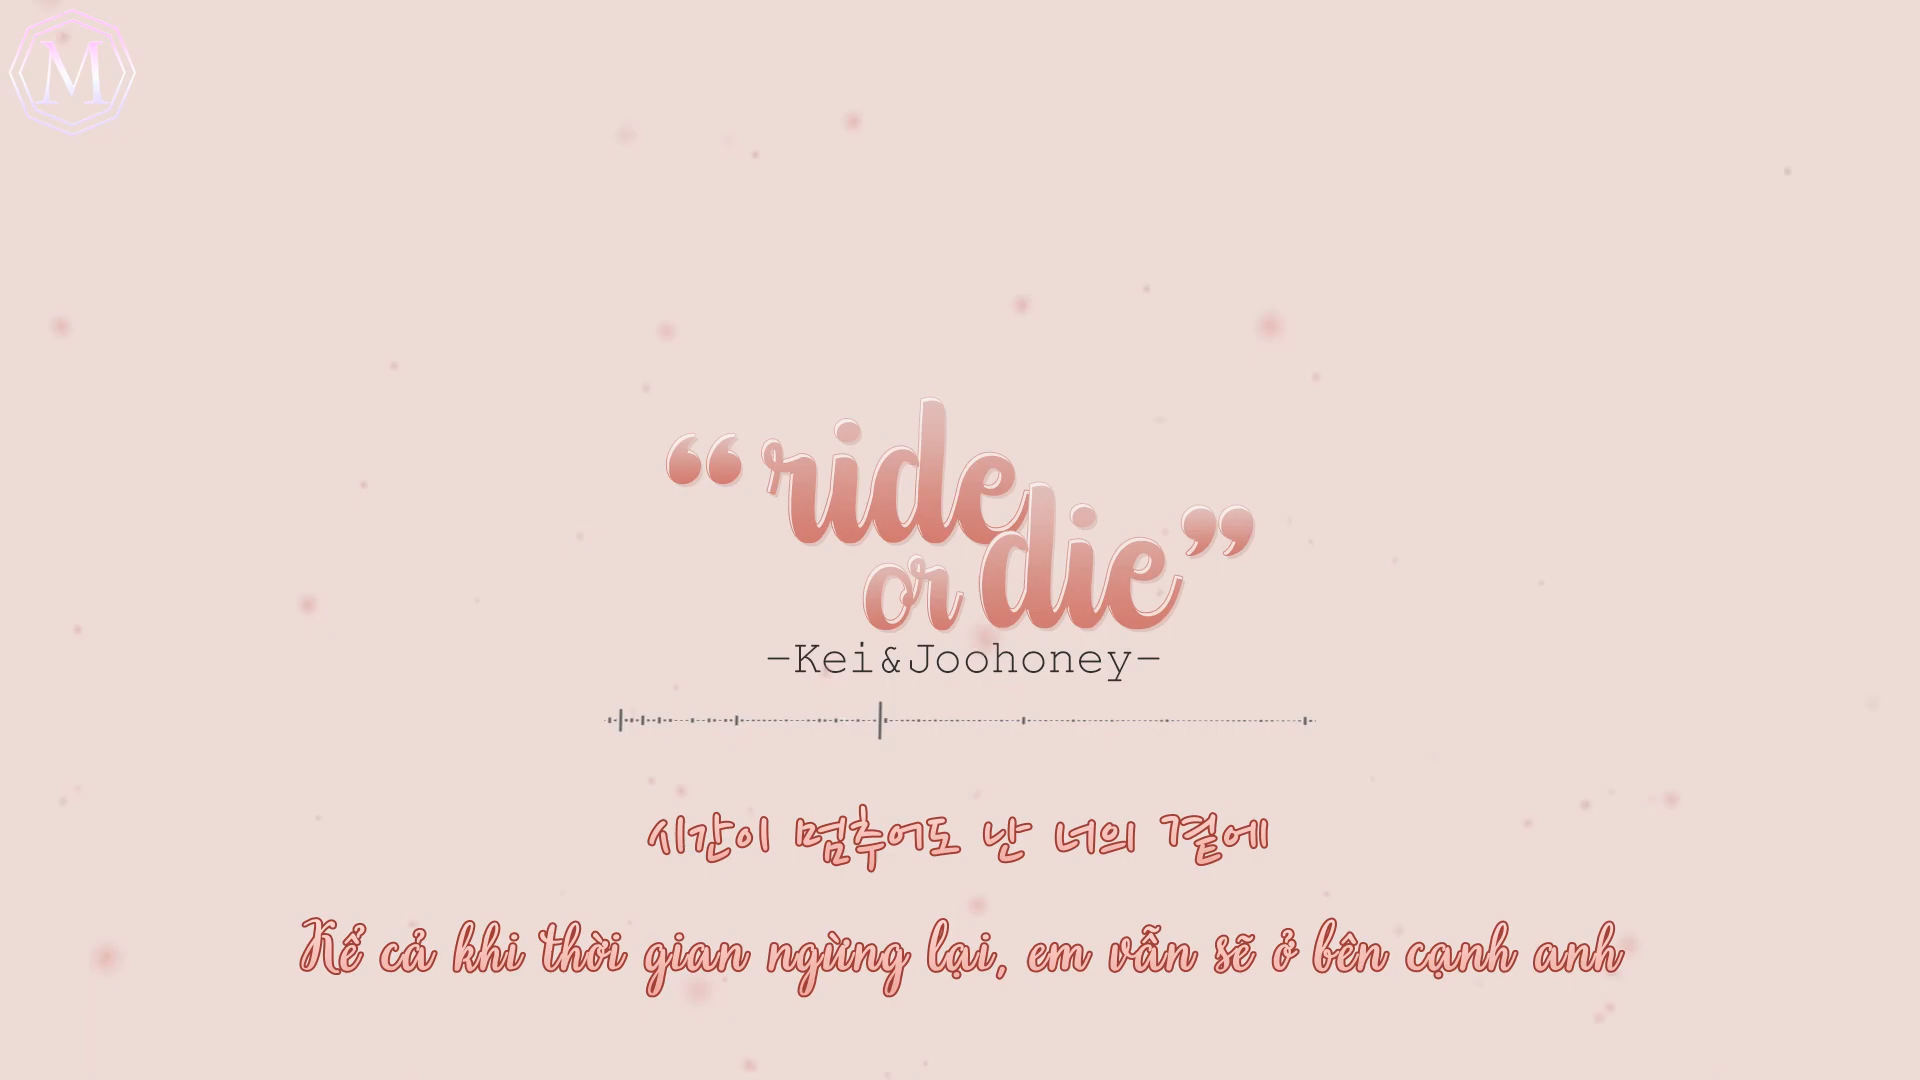 M
“ride
or die”
-Kei&Joohoney-
시간이 멈추어도 난 너의 곁에
Kể cả khi thời gian ngừng lại, em vẫn sẽ ở bên cạnh anh